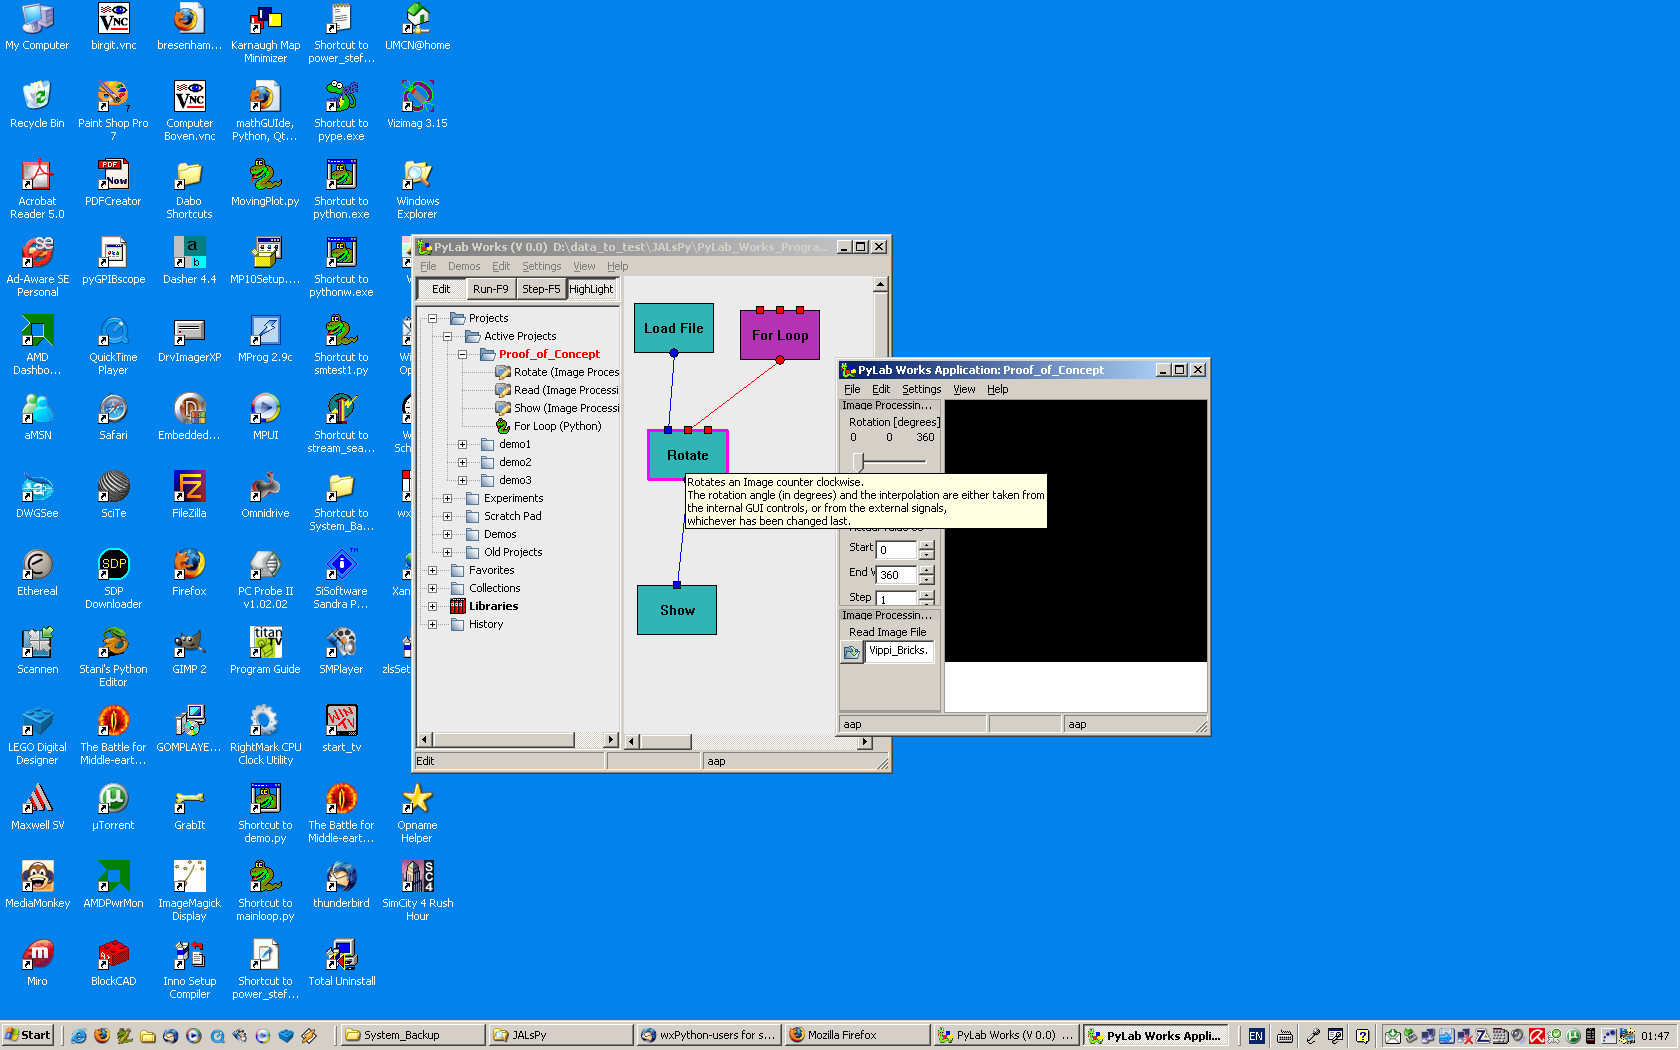 My Computer
birgit.vnc
bresenham...
Karnaugh Map
Minimizer
Shortcut to
power_stef...
UMCN@home
Recycle Bin
Paint Shop Pro
7
Computer
Boven.vnc
mathGUIde,
Python, Qt...
Shortcut to
pype.exe
Vizimag 3.15
Acrobat
Reader 5.0
PDFCreator
Dabo
Shortcuts
MovingPlot.py
Shortcut to
python.exe
Windows
Explorer
Ad-Aware SE
Personal
pyGPIBscope
Dasher 4.4
MP10Setup....
Shortcut to
pythonw.exe
AMD
Dashbo...
QuickTime
Player
DrvImagerXP
MProg 2.9c
Shortcut to
smtest1.py
aMSN
Safari
Embedded...
MPUI
Shortcut to
stream_sea...
DWGSee
SciTe
FileZilla
Omnidrive
Shortcut to
System_Ba...
Ethereal
SDP
Downloader
Firefox
PC Probe II
v1.02.02
SiSoftware
Sandra P...
Scannen
Stani's Python
Editor
GIMP 2
Program Guide
SMPlayer
zlsSet
LEGO Digital
Designer
The Battle for
Middle-eart...
GOMPLAYE...
RightMark CPU
Clock Utility
start_tv
Maxwell SV
µTorrent
GrabIt
Shortcut to
demo.py
The Battle for
Middle-eart...
Opname
Helper
MediaMonkey
AMDPwrMon
ImageMagick
Display
Shortcut to
mainloop.py
thunderbird
SimCity 4 Rush
Hour
Miro
BlockCAD
Inno Setup
Compiler
Shortcut to
power_stef...
Total Uninstall
PyLab Works (V 0.0) D:\data_to_test\JALsPy\PyLab_Works_Progra...
File Demos Edit Settings View Help
Edit Run-F9 Step-F5 HighLight
Projects
Active Projects
Proof_of_Concept
Rotate (Image Proces
Read (Image Processi
Show (Image Processi
For Loop (Python)
demo1
demo2
demo3
Experiments
Scratch Pad
Demos
Old Projects
Favorites
Collections
Libraries
History
Load File
For Loop
Rotate
Show
Rotates an Image counter clockwise.
The rotation angle (in degrees) and the interpolation are either taken from
the internal GUI controls, or from the external signals,
whichever has been changed last.
Edit
aap
PyLab Works Application: Proof_of_Concept
File Edit Settings View Help
Image Processin...
Rotation [degrees]
0 0 360
Start 0
End V 360
Step 1
Image Processin...
Read Image File
Vippi_Bricks.
aap
aap
Start
System_Backup
JALsPy
wxPython-users for s...
Mozilla Firefox
PyLab Works (V 0.0) ...
PyLab Works Appli...
EN
01:47